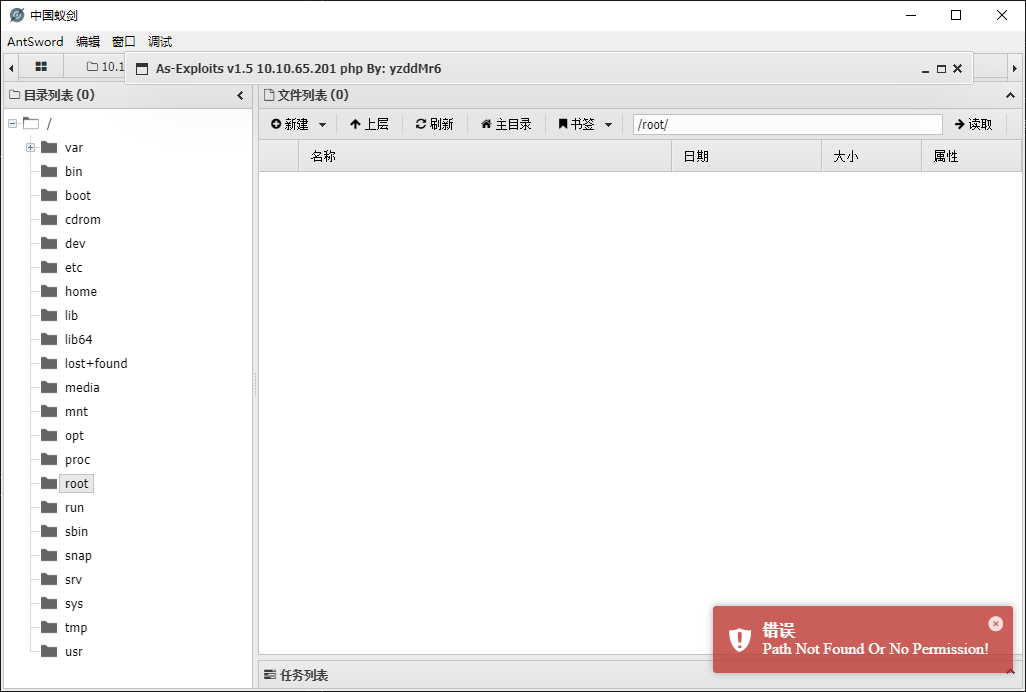 中国蚁剑
AntSword 编辑 窗口 调试
10.1
As-Exploits v1.5 10.10.65.201 php By: yzddMr6
目录列表 (0)
文件列表 (0)
新建 上层 刷新 主目录 书签 /root/ 读取
名称 日期 大小 属性
/
var
bin
boot
cdrom
dev
etc
home
lib
lib64
lost+found
media
mnt
opt
proc
root
run
sbin
snap
srv
sys
tmp
usr
错误
Path Not Found Or No Permission!
任务列表